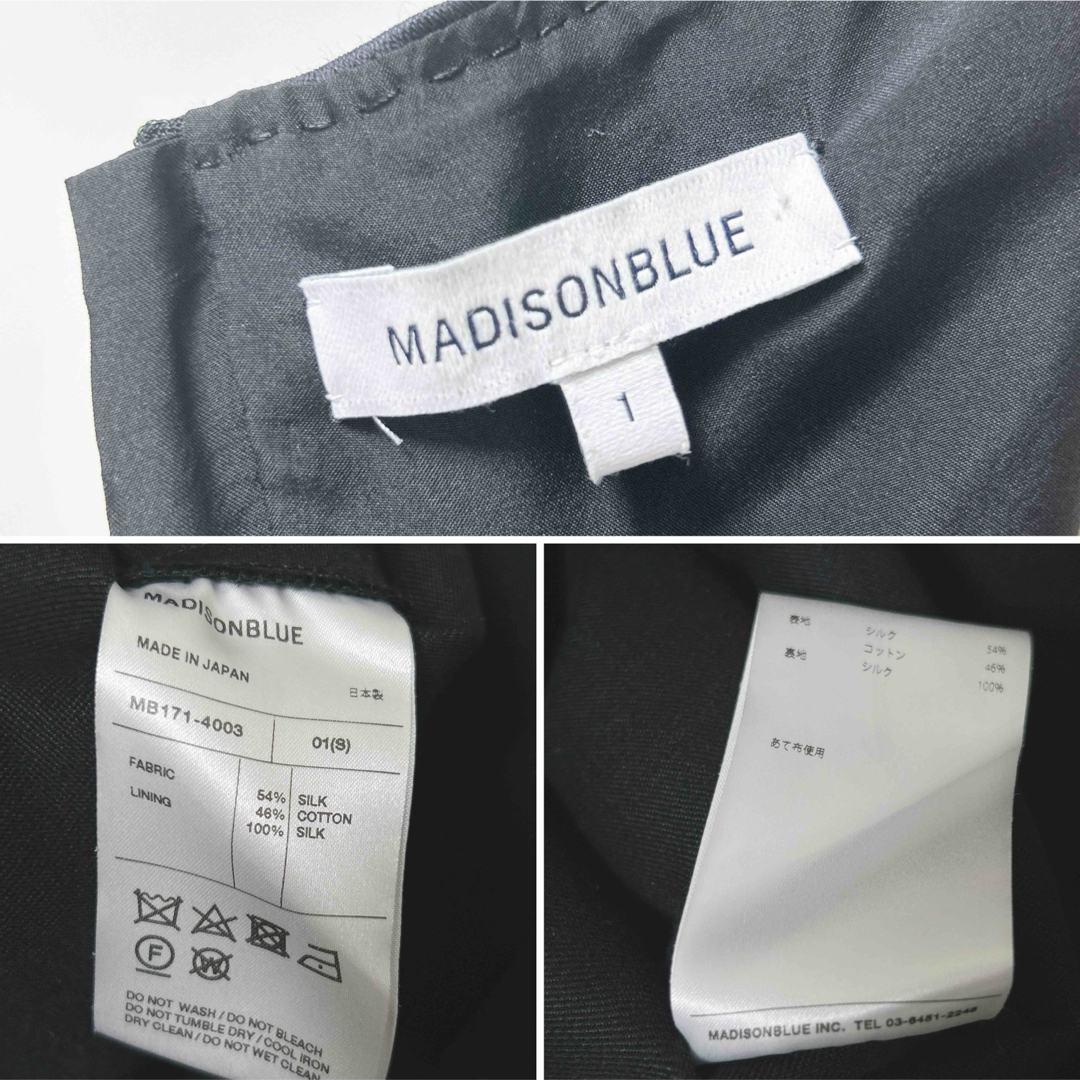 MADISONBLUE
1
MADISONBLUE
MADE IN JAPAN
日本製
MB171-4003 01(S)
FABRIC 54% SILK
46% COTTON
LINING 100% SILK
F W
DO NOT WASH / DO NOT BLEACH
DO NOT TUMBLE DRY / COOL IRON
DRY CLEAN / DO NOT WET CLEAN
表地 シルク 54%
コットン 46%
裏地 シルク 100%
あて布使用
MADISONBLUE INC. TEL 03-6451-2248